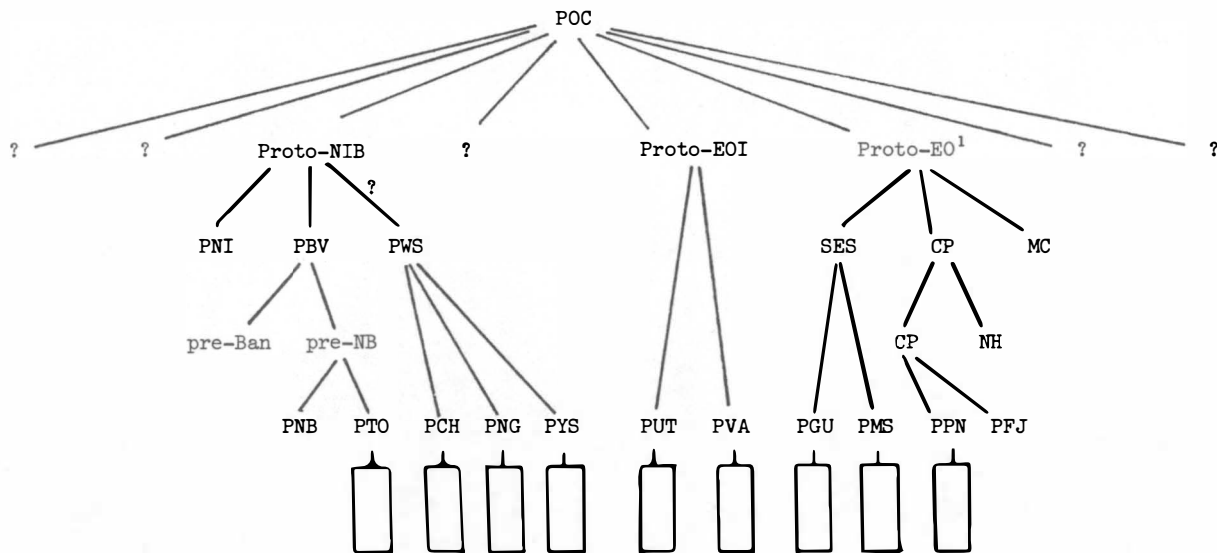 POC
? ? Proto-NIB ? Proto-EOI Proto-EO¹ ? ?
?
PNI PBV PWS SES CP MC
pre-Ban pre-NB CP NH
PNB PTO PCH PNG PYS PUT PVA PGU PMS PPN PFJ